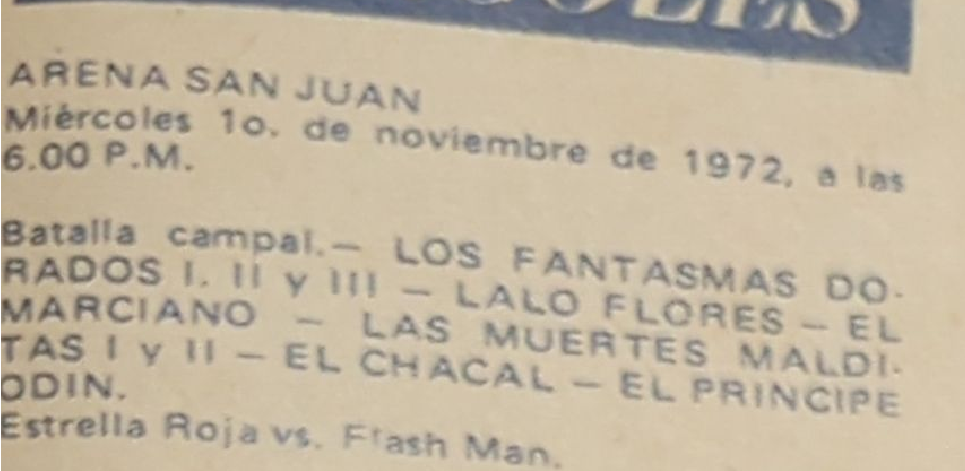 ARENA SAN JUAN
Miércoles 1o. de noviembre de 1972, a las
6.00 P.M.
Batalla campal.— LOS FANTASMAS DO-
RADOS I, II y III — LALO FLORES — EL
MARCIANO — LAS MUERTES MALDI-
TAS I y II — EL CHACAL — EL PRINCIPE
ODIN.
Estrella Roja vs. Flash Man.